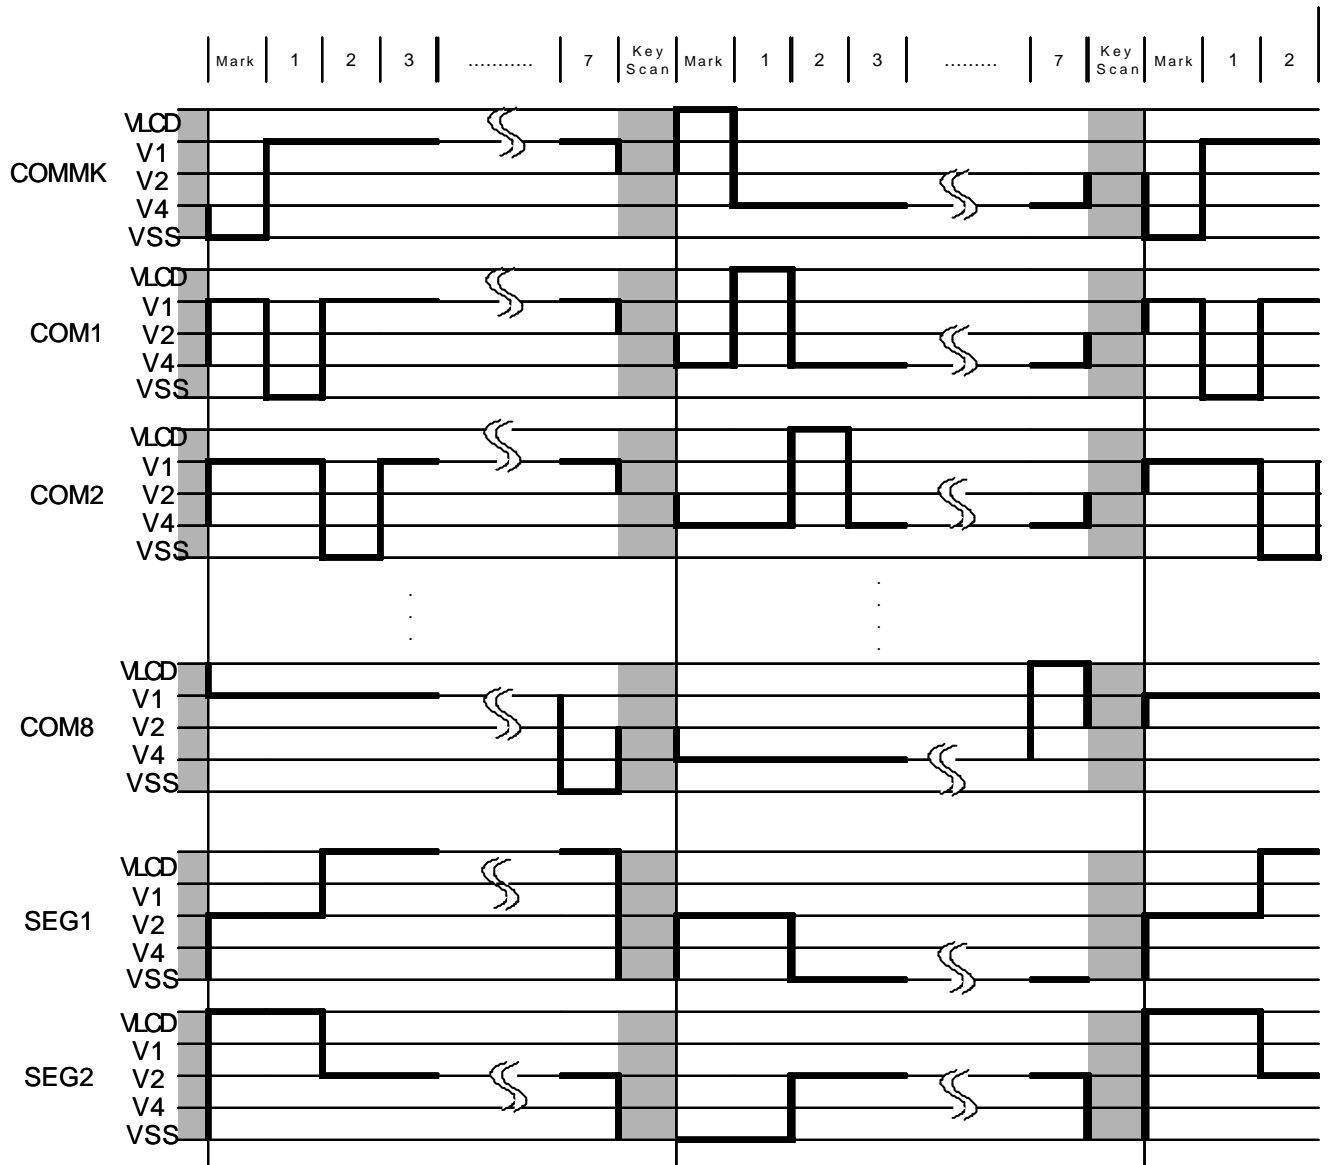 Mark 1 2 3 ........... 7 Key Scan Mark 1 2 3 ......... 7 Key Scan Mark 1 2
COMMK
VLCD
V1
V2
V4
VSS
COM1
VLCD
V1
V2
V4
VSS
COM2
VLCD
V1
V2
V4
VSS
COM8
VLCD
V1
V2
V4
VSS
SEG1
VLCD
V1
V2
V4
VSS
SEG2
VLCD
V1
V2
V4
VSS